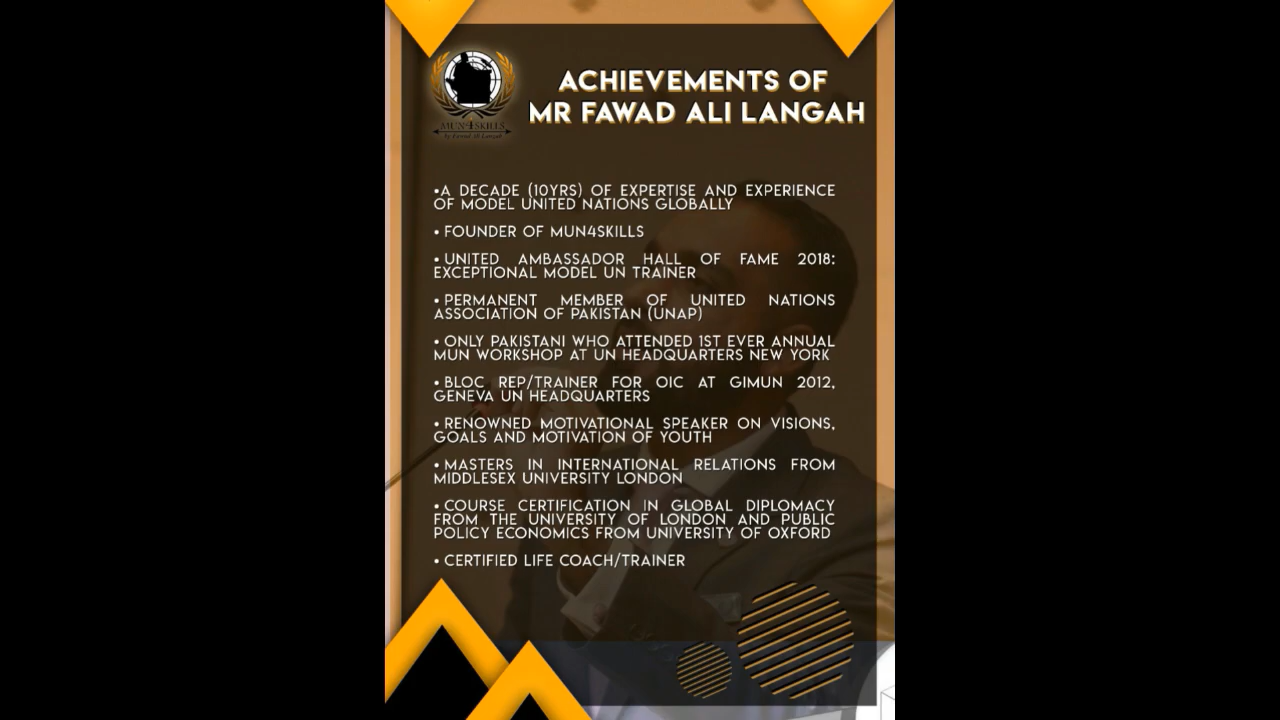 ACHIEVEMENTS OF
MR FAWAD ALI LANGAH
MUN4SKILLS
by Fawad Ali Langah
•A DECADE (10YRS) OF EXPERTISE AND EXPERIENCE
OF MODEL UNITED NATIONS GLOBALLY
• FOUNDER OF MUN4SKILLS
• UNITED AMBASSADOR HALL OF FAME 2018:
EXCEPTIONAL MODEL UN TRAINER
• PERMANENT MEMBER OF UNITED NATIONS
ASSOCIATION OF PAKISTAN (UNAP)
• ONLY PAKISTANI WHO ATTENDED 1ST EVER ANNUAL
MUN WORKSHOP AT UN HEADQUARTERS NEW YORK
• BLOC REP/TRAINER FOR OIC AT GIMUN 2012,
GENEVA UN HEADQUARTERS
• RENOWNED MOTIVATIONAL SPEAKER ON VISIONS,
GOALS AND MOTIVATION OF YOUTH
• MASTERS IN INTERNATIONAL RELATIONS FROM
MIDDLESEX UNIVERSITY LONDON
• COURSE CERTIFICATION IN GLOBAL DIPLOMACY
FROM THE UNIVERSITY OF LONDON AND PUBLIC
POLICY ECONOMICS FROM UNIVERSITY OF OXFORD
• CERTIFIED LIFE COACH/TRAINER